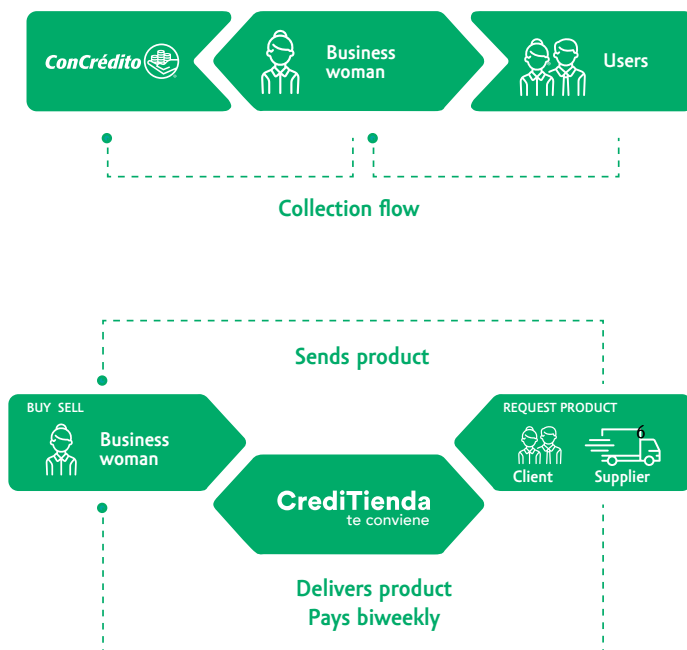 ConCrédito
Business
woman
Users
Collection flow
Sends product
BUY SELL
Business
woman
REQUEST PRODUCT
6
Client
Supplier
CrediTienda
te conviene
Delivers product
Pays biweekly